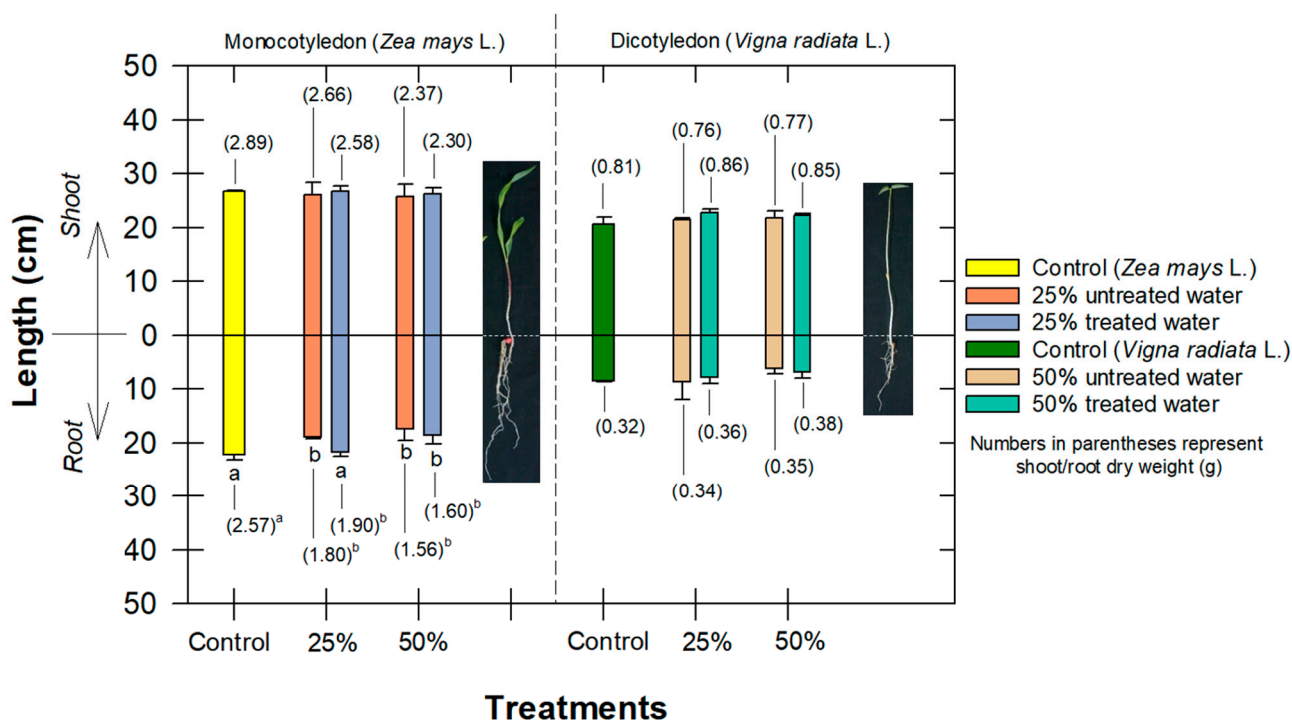 Monocotyledon (Zea mays L.)
Dicotyledon (Vigna radiata L.)
Length (cm)
Shoot
Root
50
40
30
20
10
0
10
20
30
40
50
(2.89)
(2.66)
(2.58)
(2.37)
(2.30)
(0.81)
(0.76)
(0.86)
(0.77)
(0.85)
a
b
a
b
b
(2.57)ᵃ
(1.80)ᵇ
(1.90)ᵇ
(1.56)ᵇ
(1.60)ᵇ
(0.32)
(0.34)
(0.36)
(0.35)
(0.38)
Control 25% 50% Control 25% 50%
Treatments
Control (Zea mays L.)
25% untreated water
25% treated water
Control (Vigna radiata L.)
50% untreated water
50% treated water
Numbers in parentheses represent
shoot/root dry weight (g)